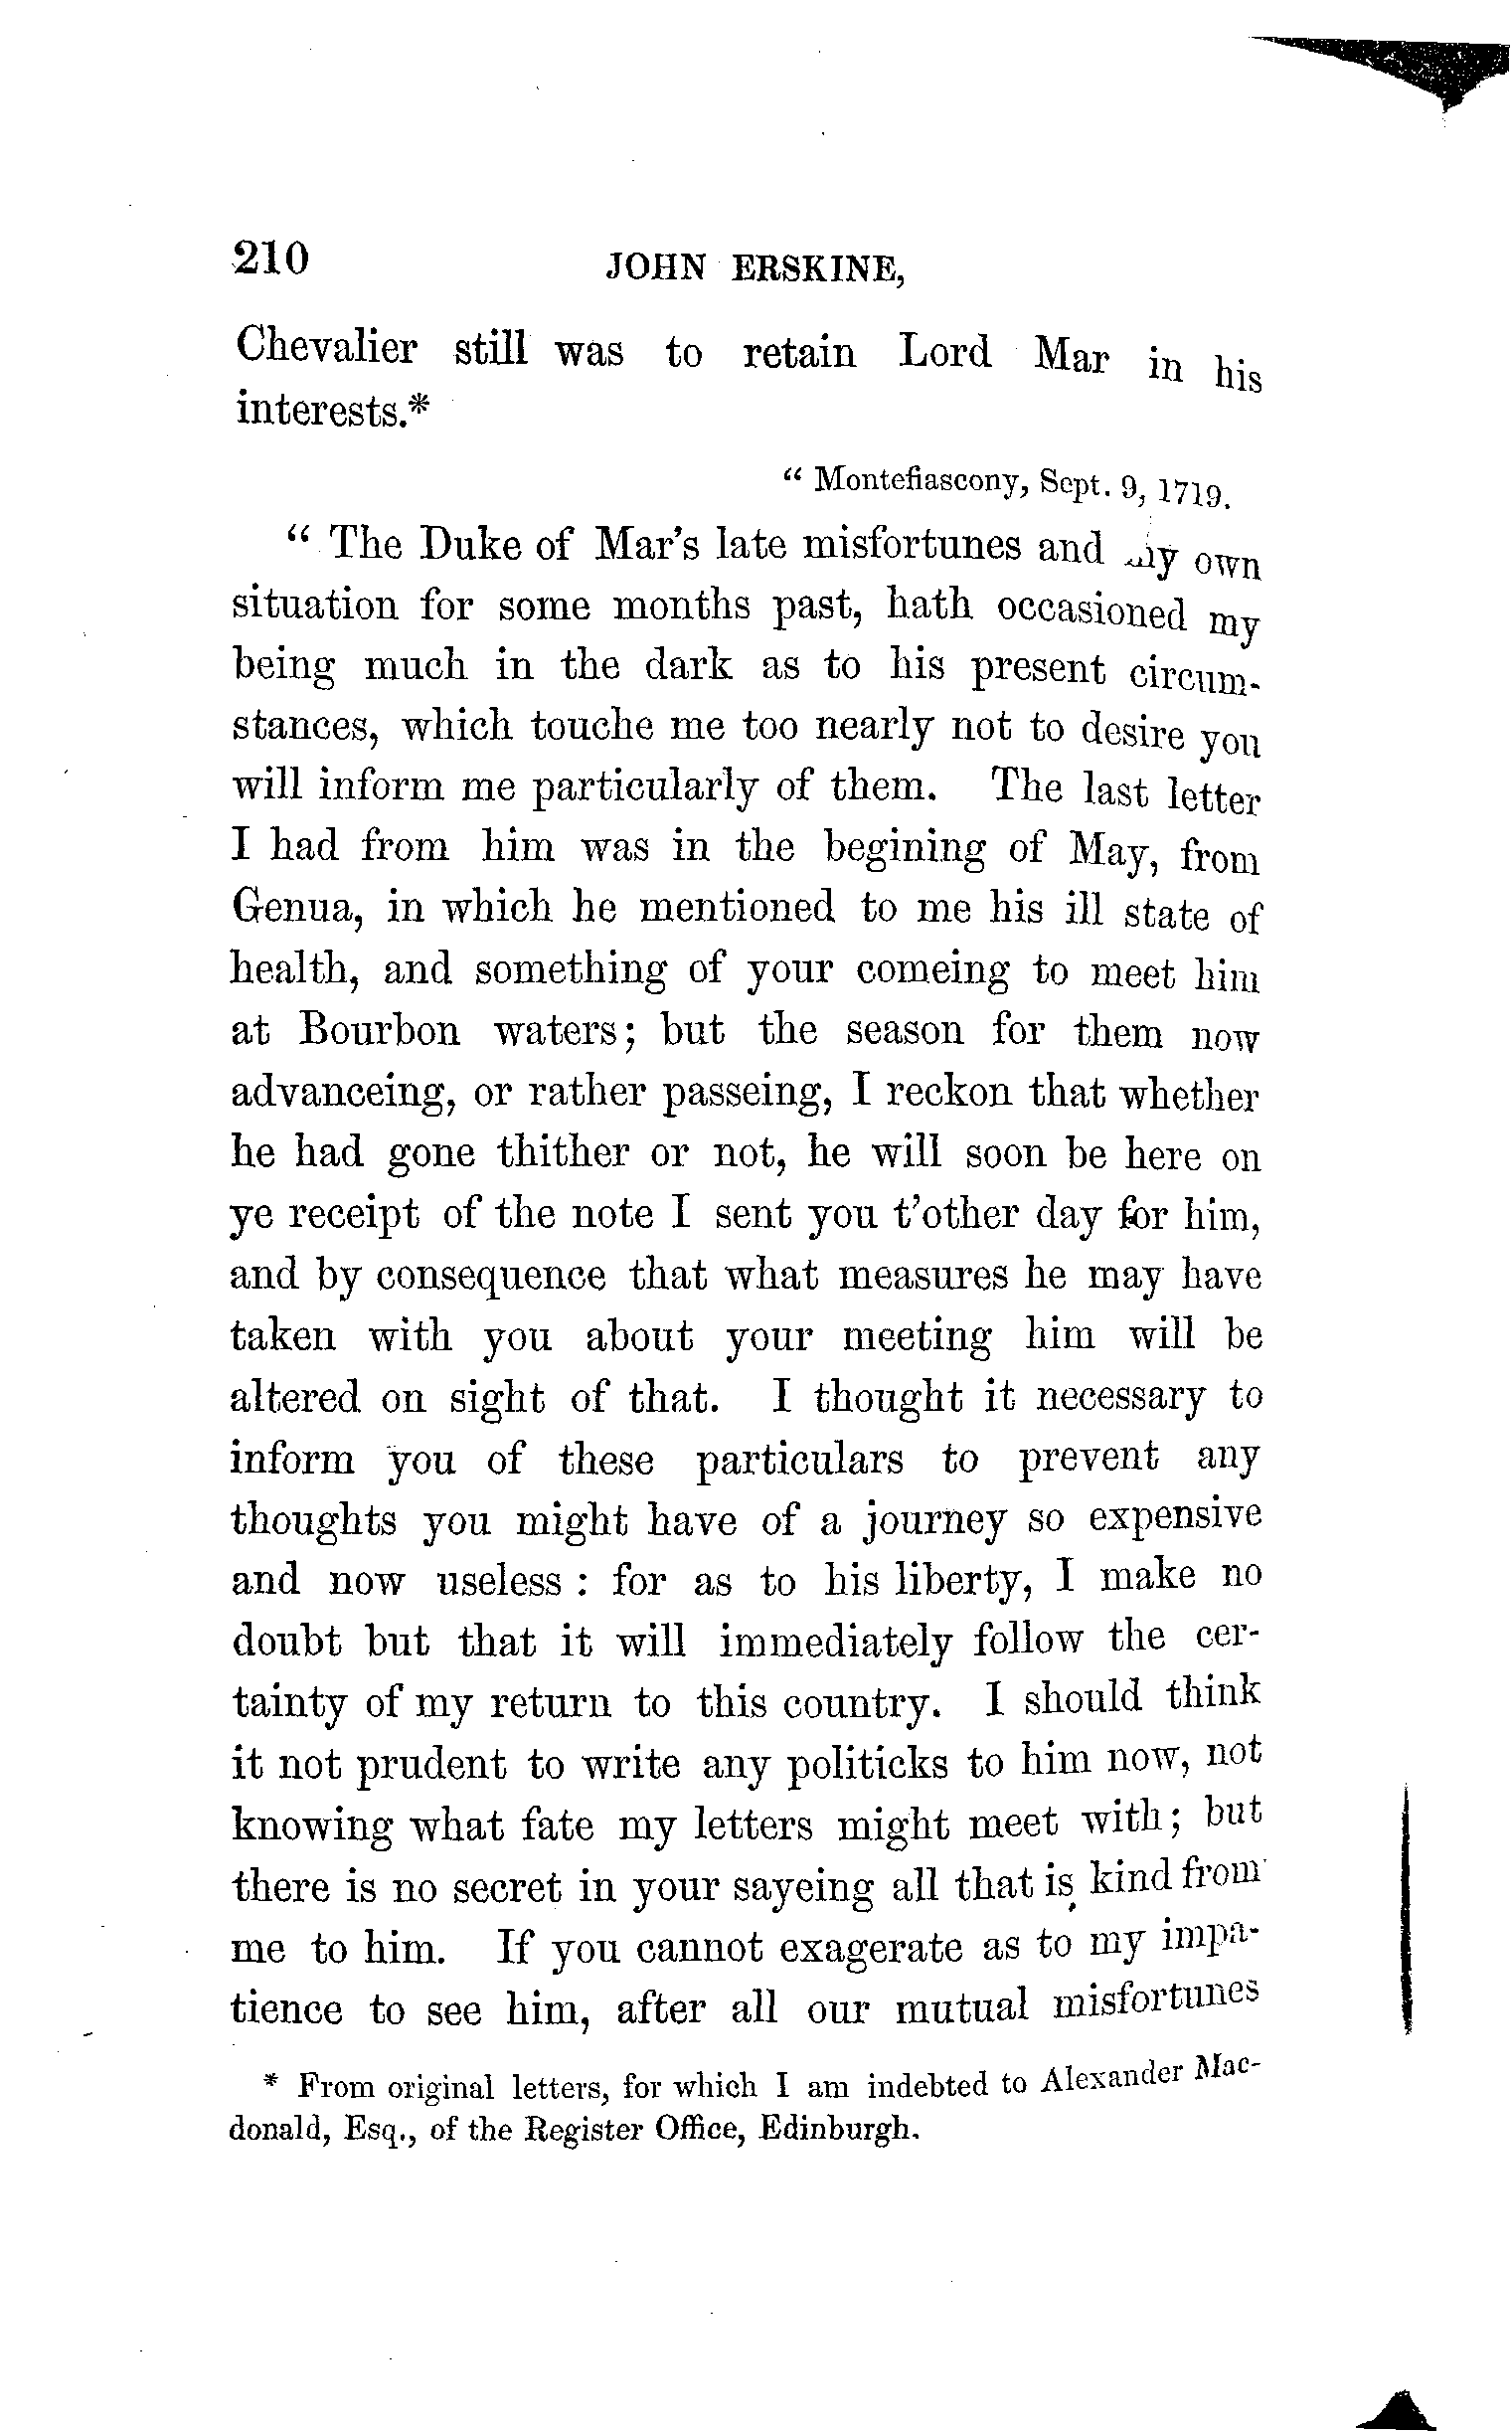 210 JOHN ERSKINE,
Chevalier still was to retain Lord Mar in his
interests.*
“ Montefiascony, Sept. 9, 1719.
“ The Duke of Mar's late misfortunes and my own
situation for some months past, hath occasioned my
being much in the dark as to his present circum-
stances, which touche me too nearly not to desire you
will inform me particularly of them. The last letter
I had from him was in the begining of May, from
Genua, in which he mentioned to me his ill state of
health, and something of your comeing to meet him
at Bourbon waters; but the season for them now
advanceing, or rather passeing, I reckon that whether
he had gone thither or not, he will soon be here on
ye receipt of the note I sent you t'other day for him,
and by consequence that what measures he may have
taken with you about your meeting him will be
altered on sight of that. I thought it necessary to
inform you of these particulars to prevent any
thoughts you might have of a journey so expensive
and now useless : for as to his liberty, I make no
doubt but that it will immediately follow the cer-
tainty of my return to this country. I should think
it not prudent to write any politicks to him now, not
knowing what fate my letters might meet with; but
there is no secret in your sayeing all that is kind from
me to him. If you cannot exagerate as to my impa-
tience to see him, after all our mutual misfortunes
* From original letters, for which I am indebted to Alexander Mac-
donald, Esq., of the Register Office, Edinburgh.